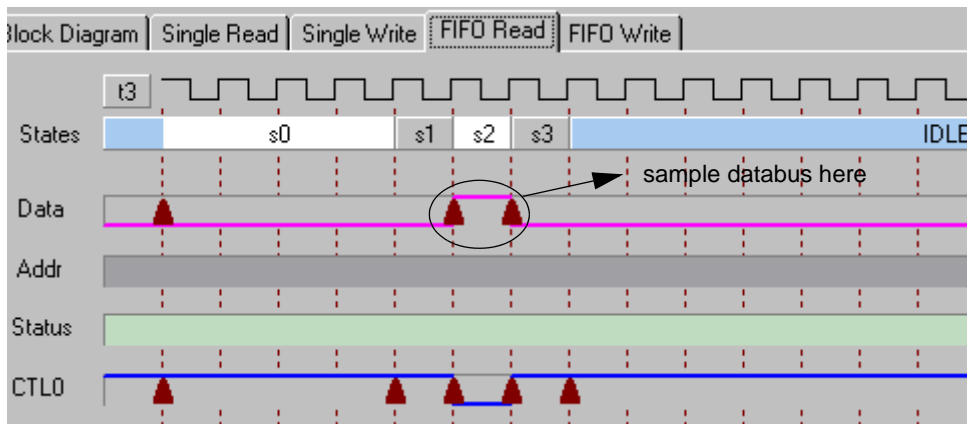 Block Diagram Single Read Single Write FIFO Read FIFO Write
t3
States s0 s1 s2 s3 IDLE
sample databus here
Data
Addr
Status
CTL0